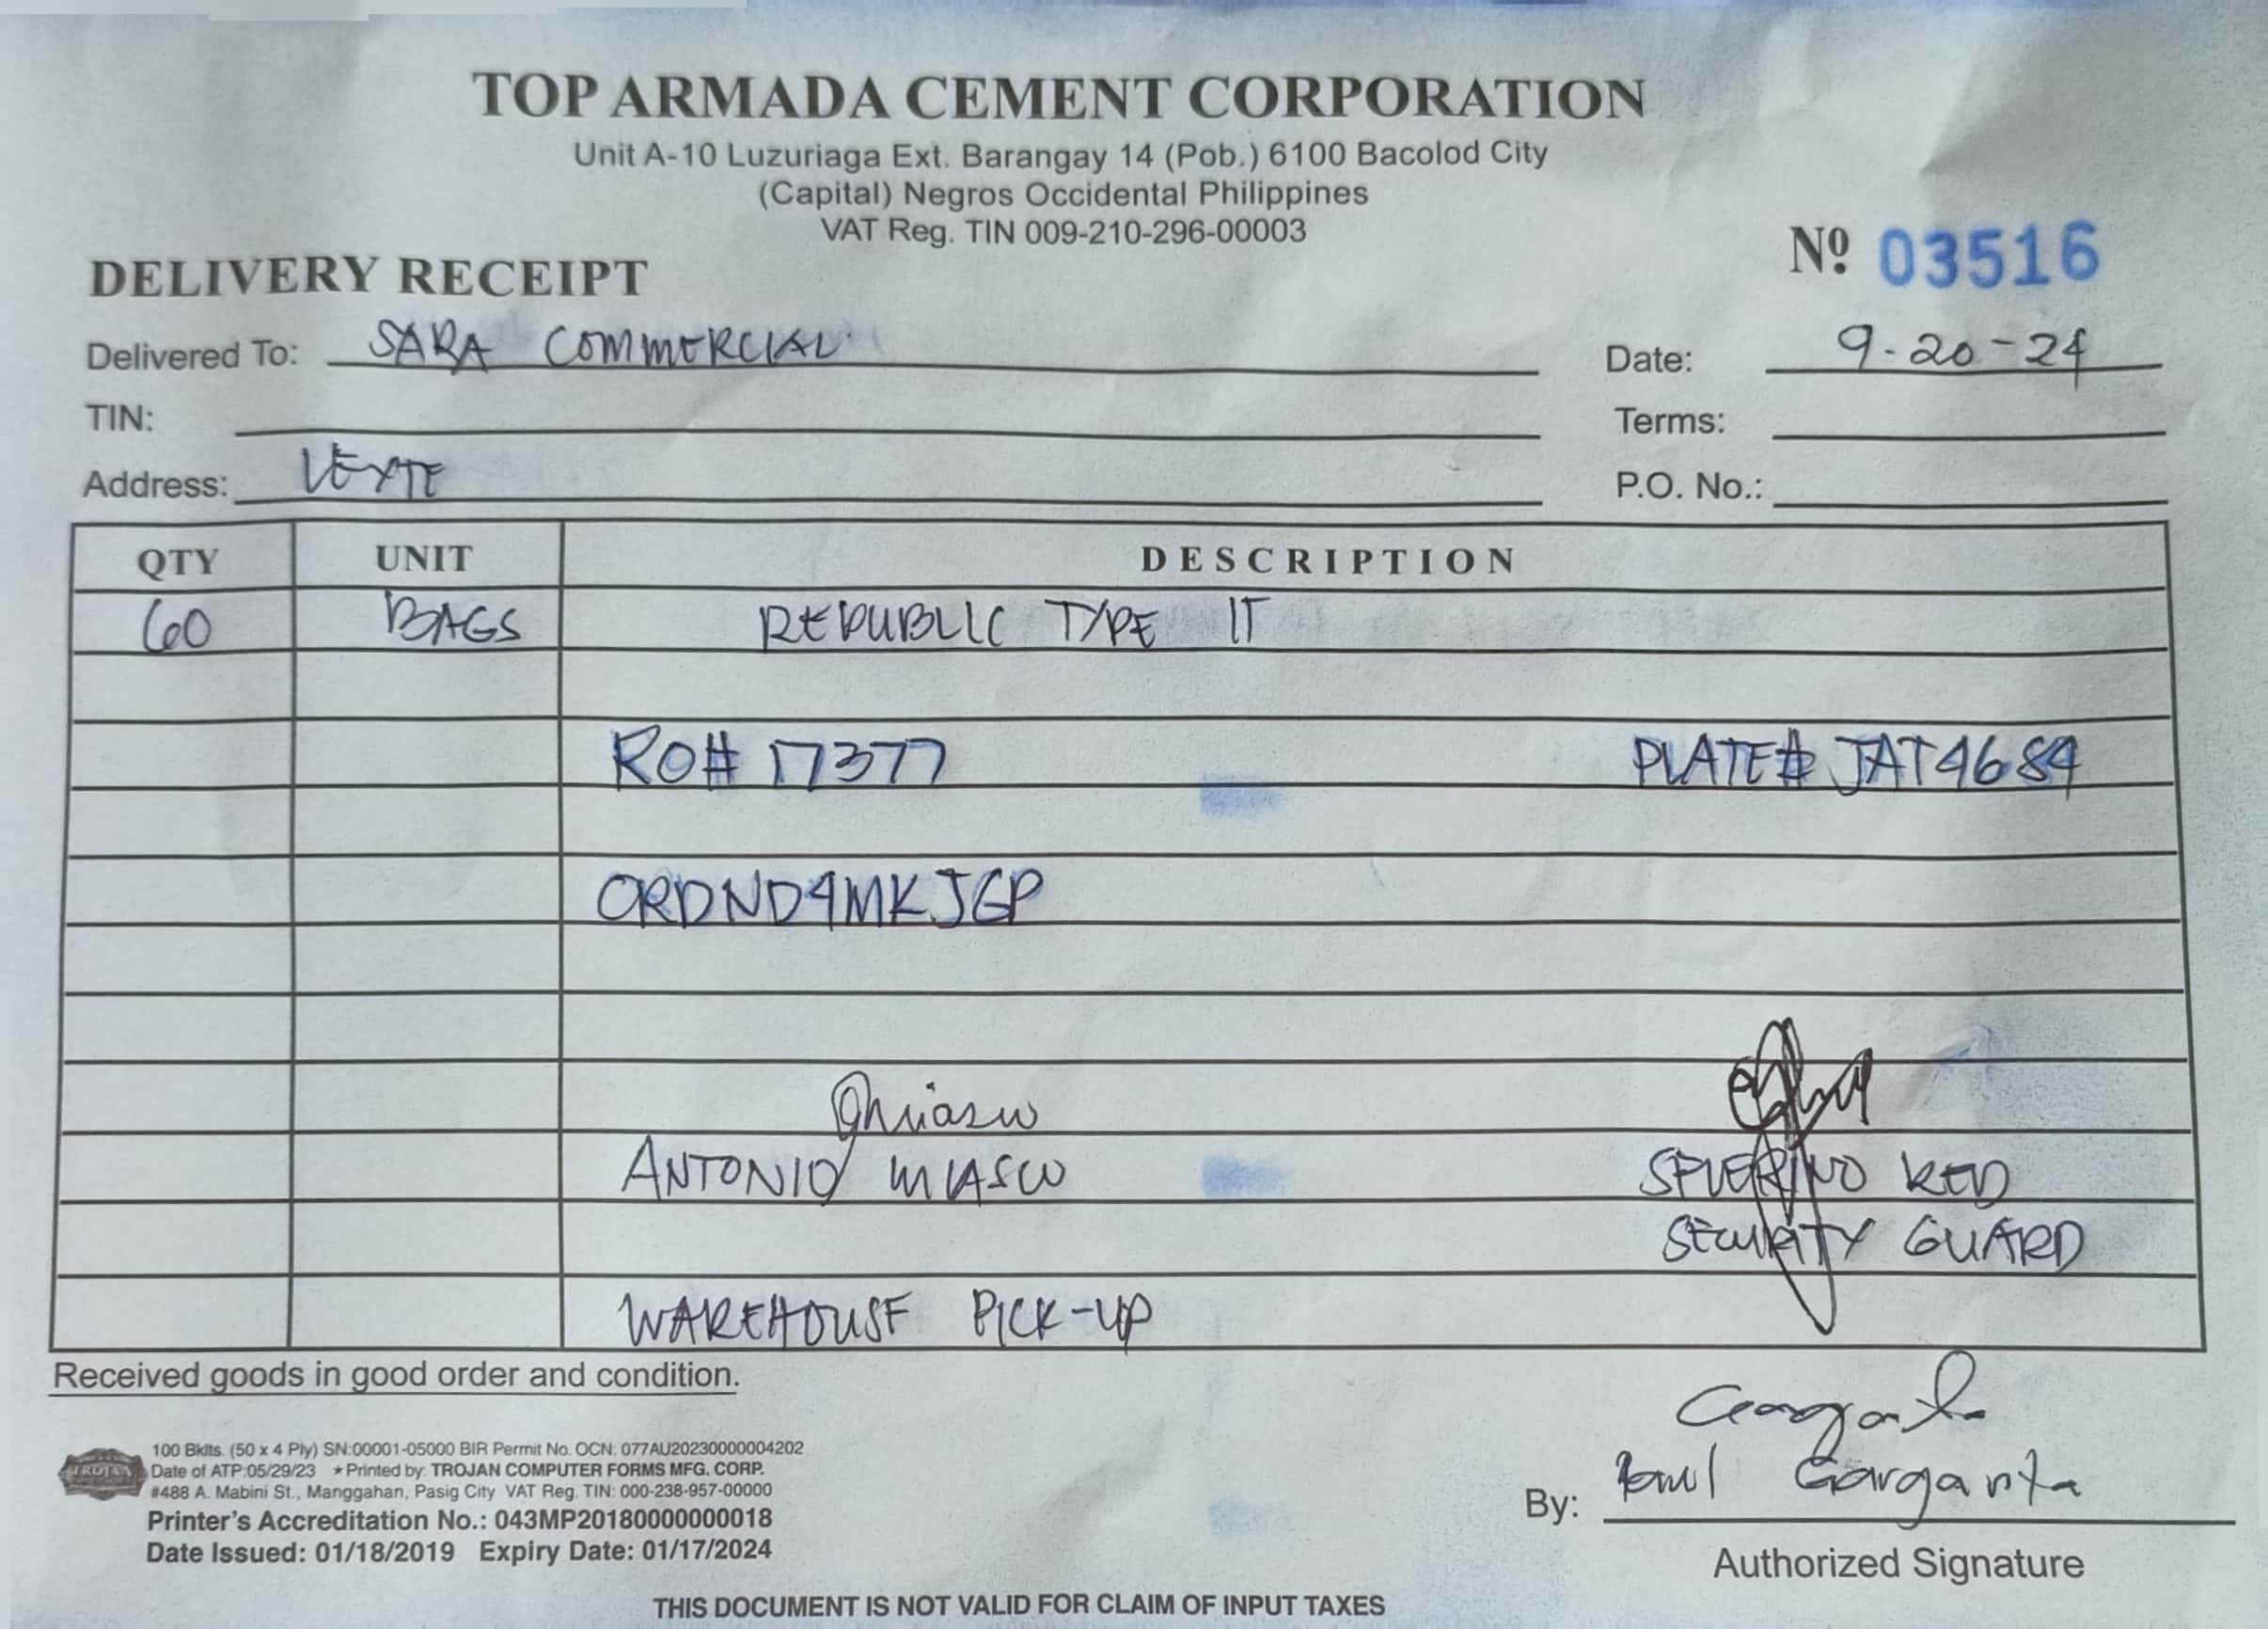 TOP ARMADA CEMENT CORPORATION
Unit A-10 Luzuriaga Ext. Barangay 14 (Pob.) 6100 Bacolod City
(Capital) Negros Occidental Philippines
VAT Reg. TIN 009-210-296-00003
Nº 03516
DELIVERY RECEIPT
Delivered To: SARA COMMERCIAL
Date: 9-20-24
TIN:
Terms:
Address: LEYTE
P.O. No.:
QTY UNIT DESCRIPTION
60 BAGS REPUBLIC TYPE IT
RO# 17377 PLATE# JAT4684
ORDND9MKJGP
ANTONIO MIASCO SEVERINO RED
SECURITY GUARD
WAREHOUSE PICK-UP
Received goods in good order and condition.
TROJAN
100 Bklts. (50 x 4 Ply) SN:00001-05000 BIR Permit No. OCN: 077AU20230000004202
Date of ATP:05/29/23 ★Printed by: TROJAN COMPUTER FORMS MFG. CORP.
#488 A. Mabini St., Manggahan, Pasig City VAT Reg. TIN: 000-238-957-00000
Printer's Accreditation No.: 043MP20180000000018
Date Issued: 01/18/2019 Expiry Date: 01/17/2024
By: Garganta
Authorized Signature
THIS DOCUMENT IS NOT VALID FOR CLAIM OF INPUT TAXES